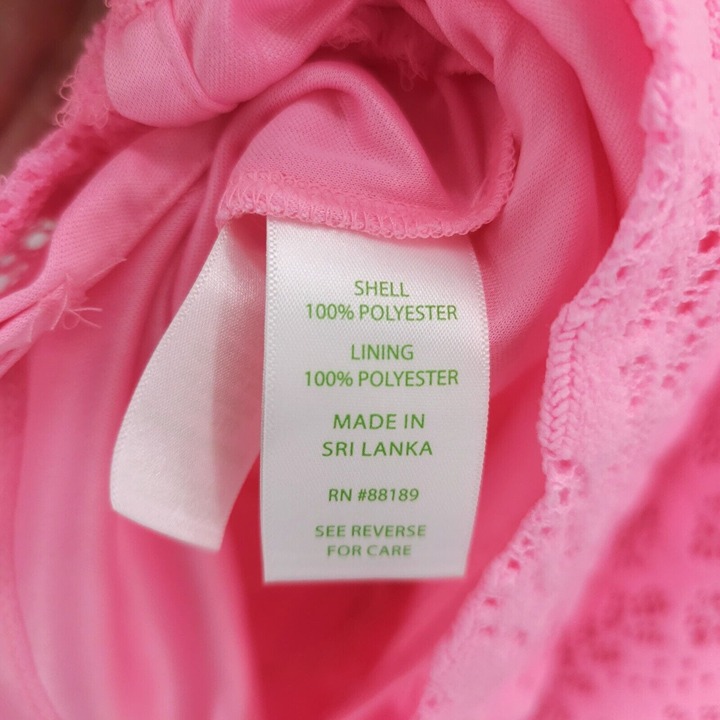 SHELL
100% POLYESTER
LINING
100% POLYESTER
MADE IN
SRI LANKA
RN #88189
SEE REVERSE
FOR CARE